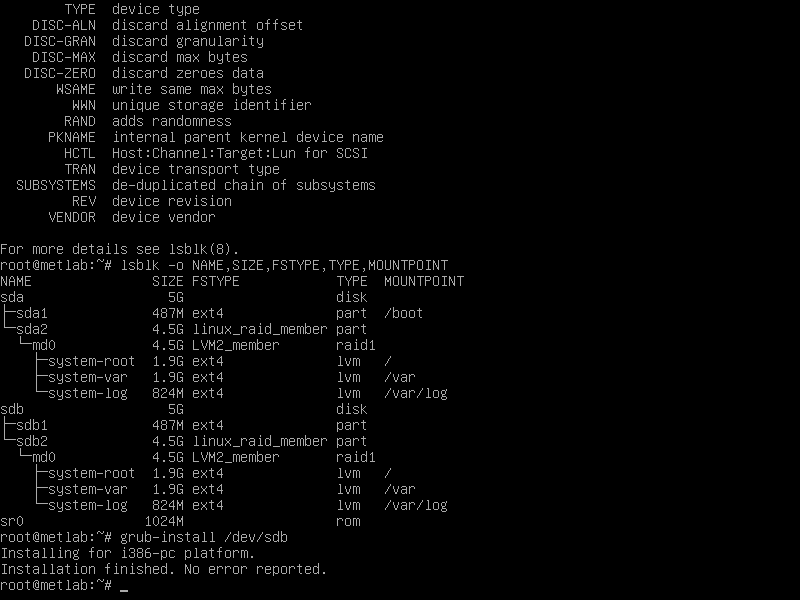 TYPE  device type
    DISC-ALN  discard alignment offset
   DISC-GRAN  discard granularity
    DISC-MAX  discard max bytes
   DISC-ZERO  discard zeroes data
       WSAME  write same max bytes
         WWN  unique storage identifier
        RAND  adds randomness
      PKNAME  internal parent kernel device name
        HCTL  Host:Channel:Target:Lun for SCSI
        TRAN  device transport type
  SUBSYSTEMS  de-duplicated chain of subsystems
         REV  device revision
      VENDOR  device vendor

For more details see lsblk(8).
root@metlab:~# lsblk -o NAME,SIZE,FSTYPE,TYPE,MOUNTPOINT
NAME               SIZE FSTYPE            TYPE  MOUNTPOINT
sda                  5G                   disk
├─sda1             487M ext4              part  /boot
└─sda2             4.5G linux_raid_member part
  └─md0            4.5G LVM2_member       raid1
    ├─system-root  1.9G ext4              lvm   /
    ├─system-var   1.9G ext4              lvm   /var
    └─system-log   824M ext4              lvm   /var/log
sdb                  5G                   disk
├─sdb1             487M ext4              part
└─sdb2             4.5G linux_raid_member part
  └─md0            4.5G LVM2_member       raid1
    ├─system-root  1.9G ext4              lvm   /
    ├─system-var   1.9G ext4              lvm   /var
    └─system-log   824M ext4              lvm   /var/log
sr0               1024M                   rom
root@metlab:~# grub-install /dev/sdb
Installing for i386-pc platform.
Installation finished. No error reported.
root@metlab:~# _